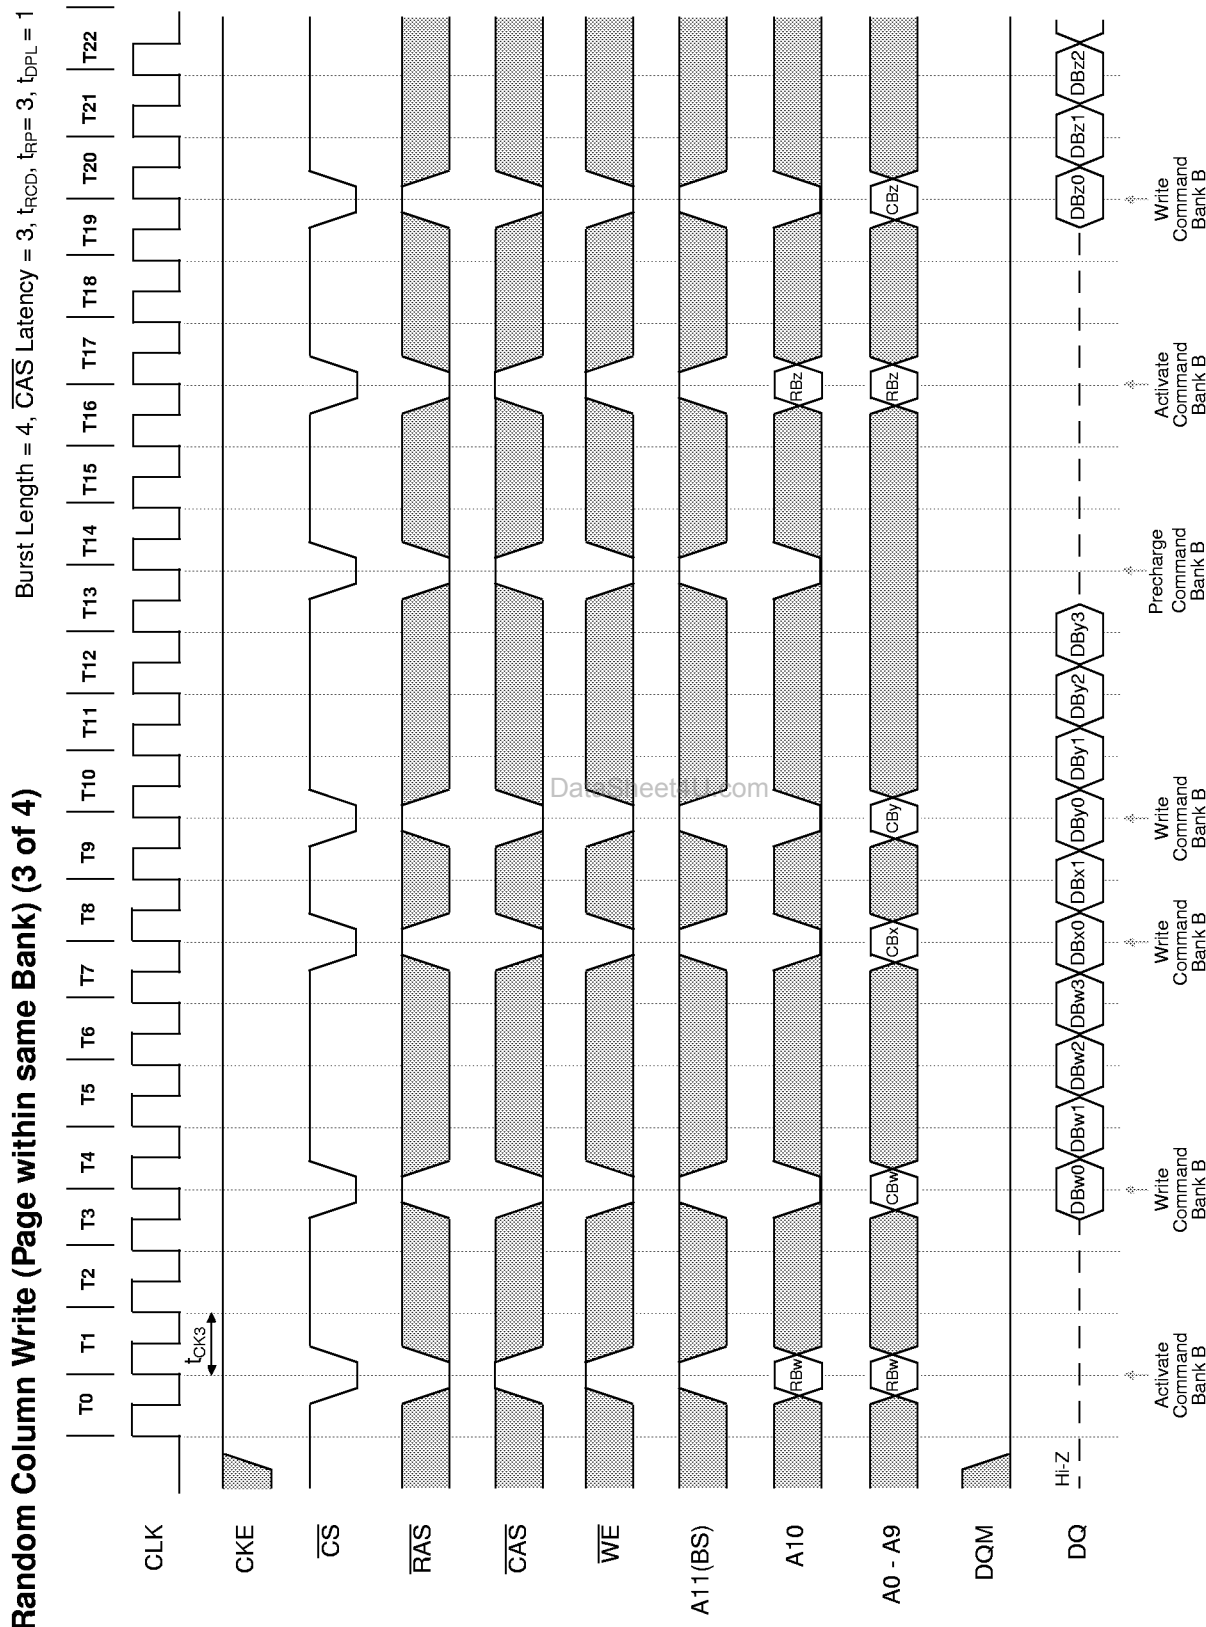 Random Column Write (Page within same Bank) (3 of 4)
Burst Length = 4, CAS Latency = 3, tRCD, tRP= 3, tDPL = 1
T0 T1 T2 T3 T4 T5 T6 T7 T8 T9 T10 T11 T12 T13 T14 T15 T16 T17 T18 T19 T20 T21 T22
CLK
tCK3
CKE
CS
RAS
CAS
WE
A11(BS)
A10 RBw RBz
A0 - A9 RBw CBw CBx CBy RBz CBz
DQM
DQ Hi-Z DBw0 DBw1 DBw2 DBw3 DBx0 DBx1 DBy0 DBy1 DBy2 DBy3 DBz0 DBz1 DBz2
Activate
Command
Bank B
Write
Command
Bank B
Write
Command
Bank B
Write
Command
Bank B
Precharge
Command
Bank B
Activate
Command
Bank B
Write
Command
Bank B
DataSheet4U.com